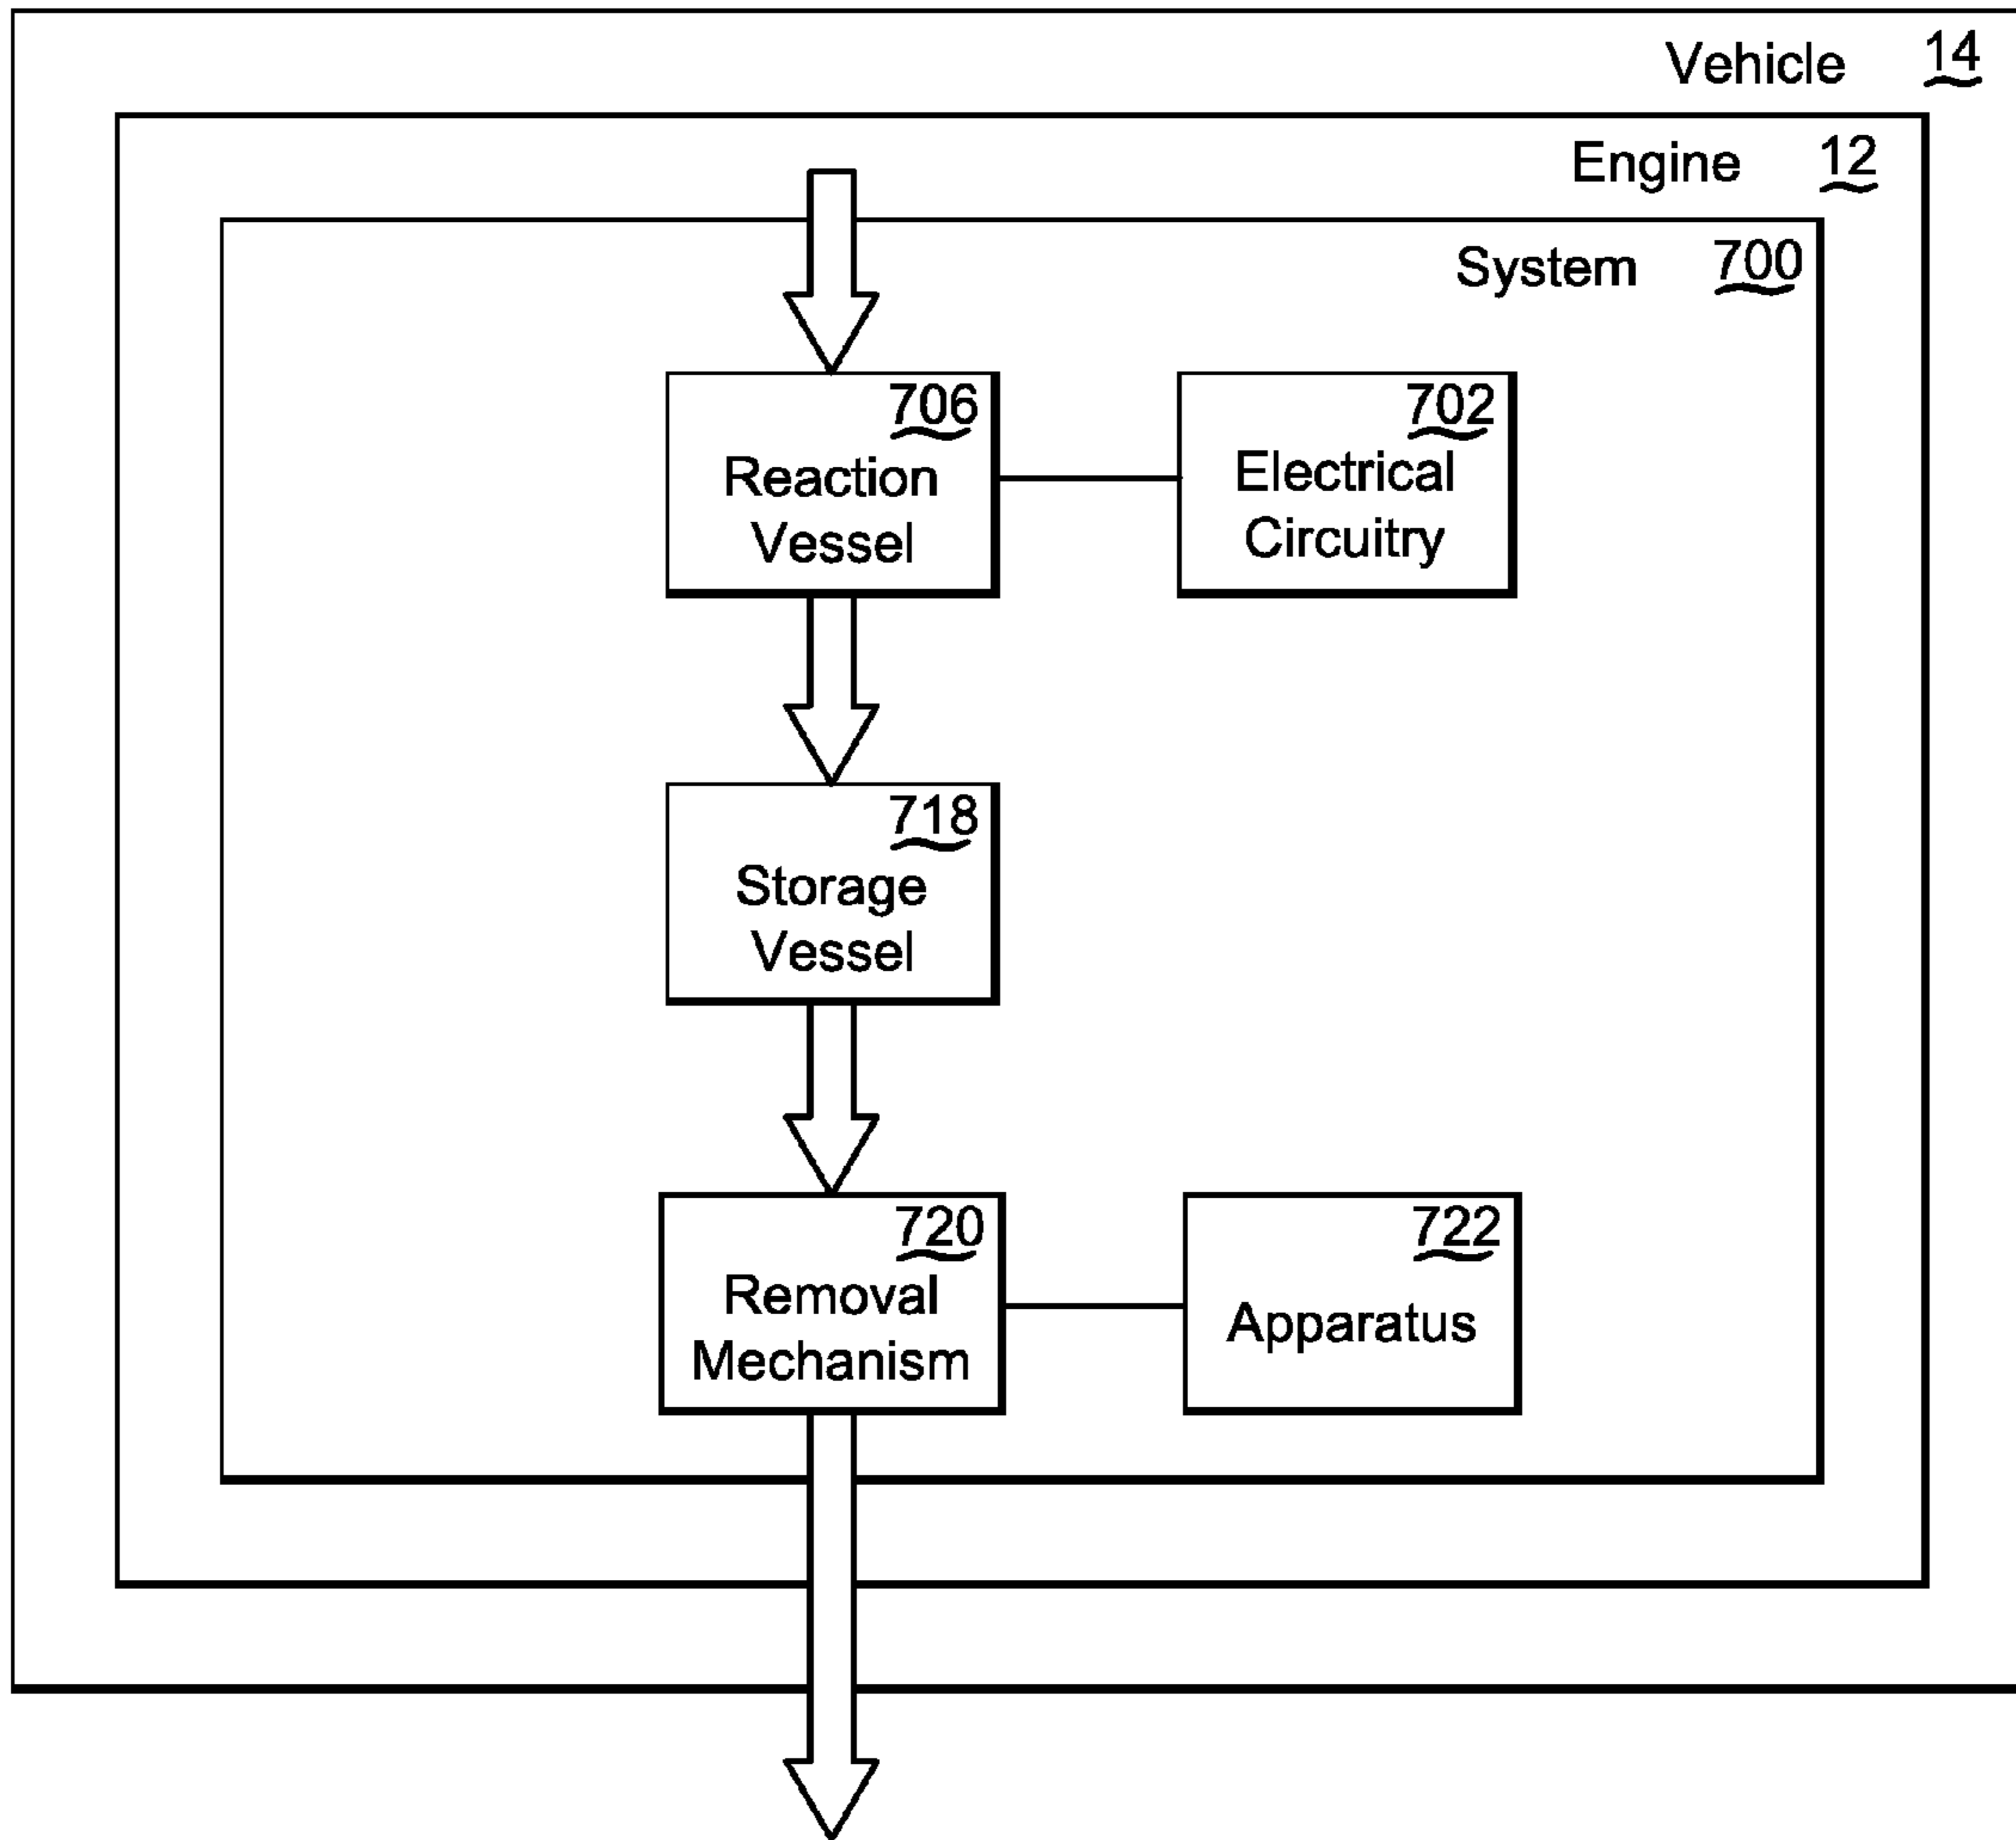 Vehicle 14
Engine 12
System 700
706
Reaction
Vessel
702
Electrical
Circuitry
718
Storage
Vessel
720
Removal
Mechanism
722
Apparatus